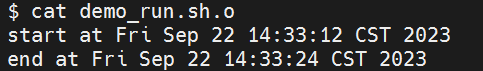 $ cat demo_run.sh.o
start at Fri Sep 22 14:33:12 CST 2023
end at Fri Sep 22 14:33:24 CST 2023